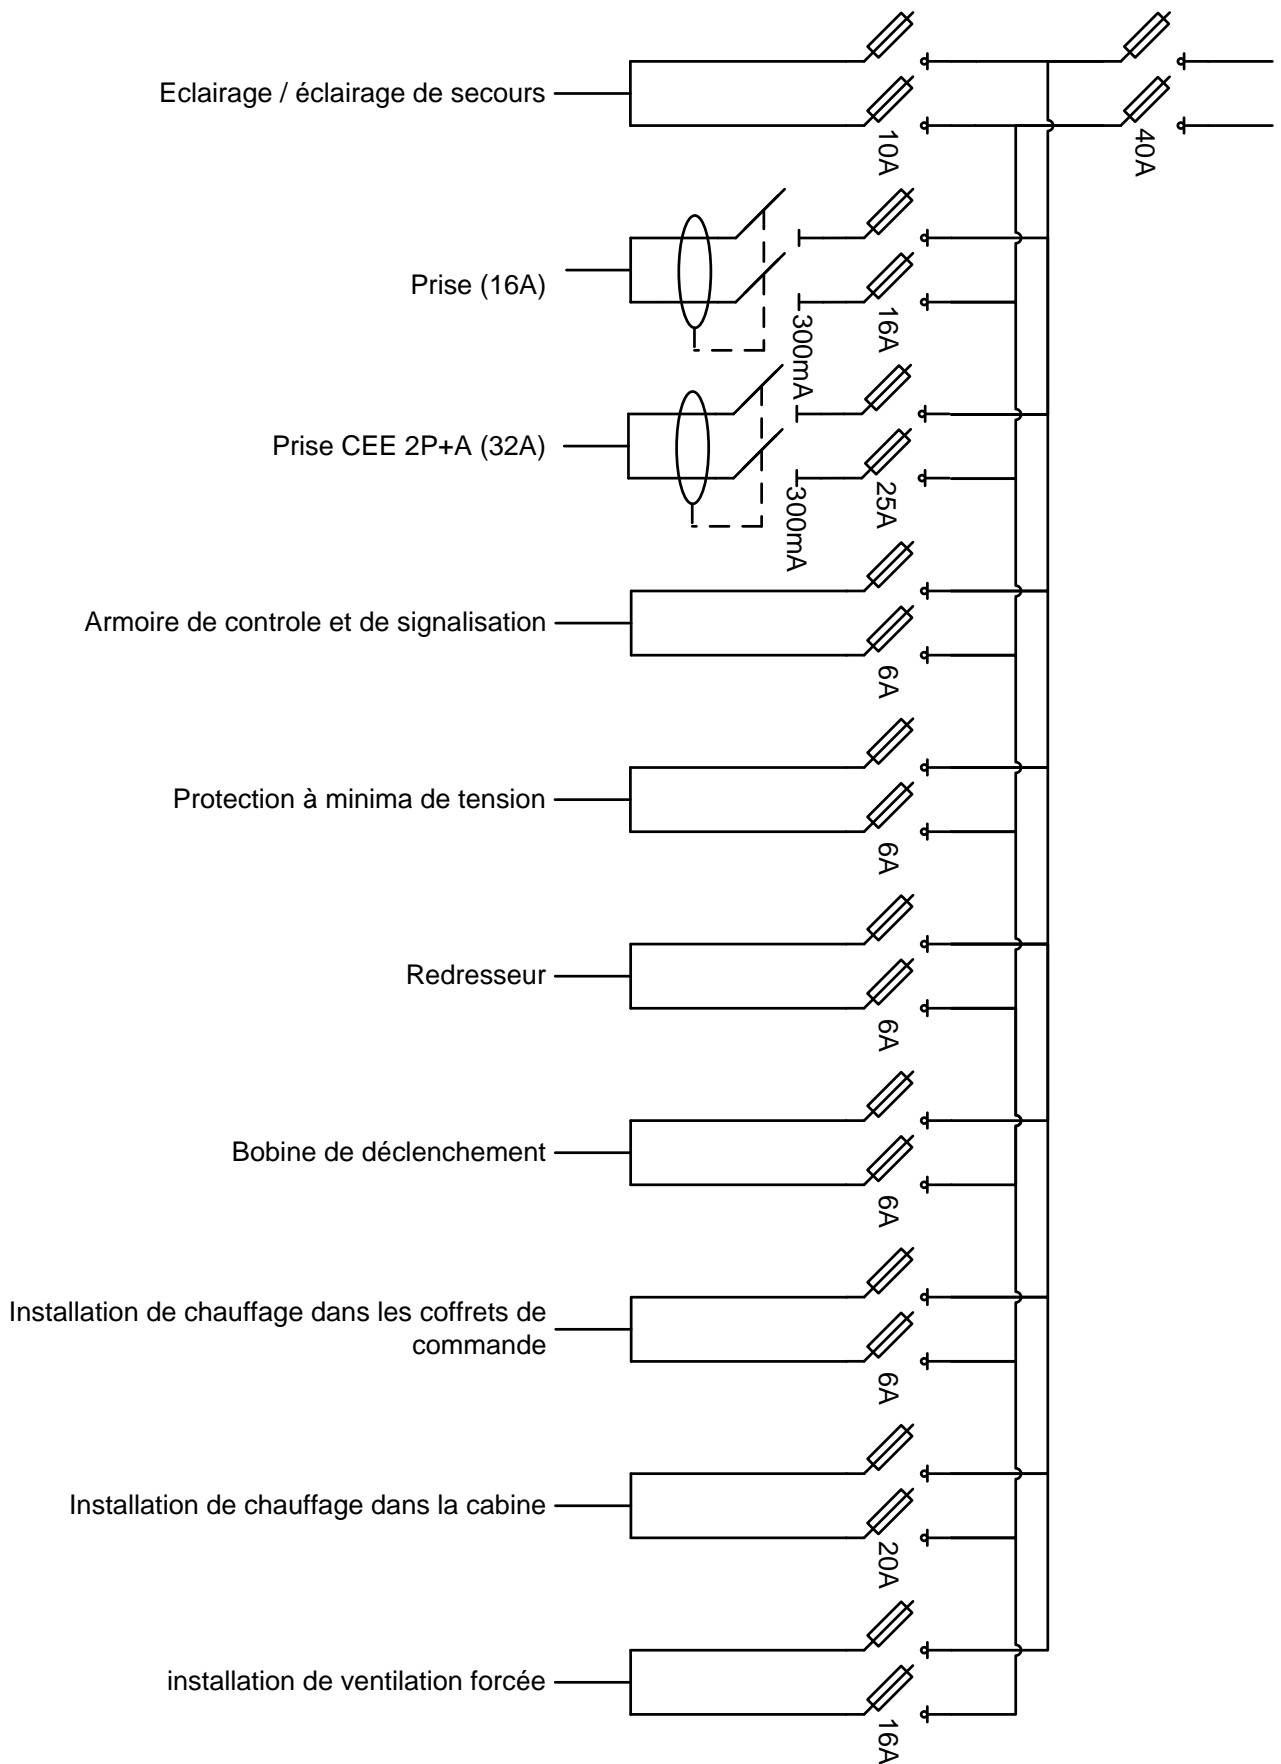 Eclairage / éclairage de secours
10A
40A
Prise (16A)
300mA
16A
Prise CEE 2P+A (32A)
300mA
25A
Armoire de controle et de signalisation
6A
Protection à minima de tension
6A
Redresseur
6A
Bobine de déclenchement
6A
Installation de chauffage dans les coffrets de
commande
6A
Installation de chauffage dans la cabine
20A
installation de ventilation forcée
16A